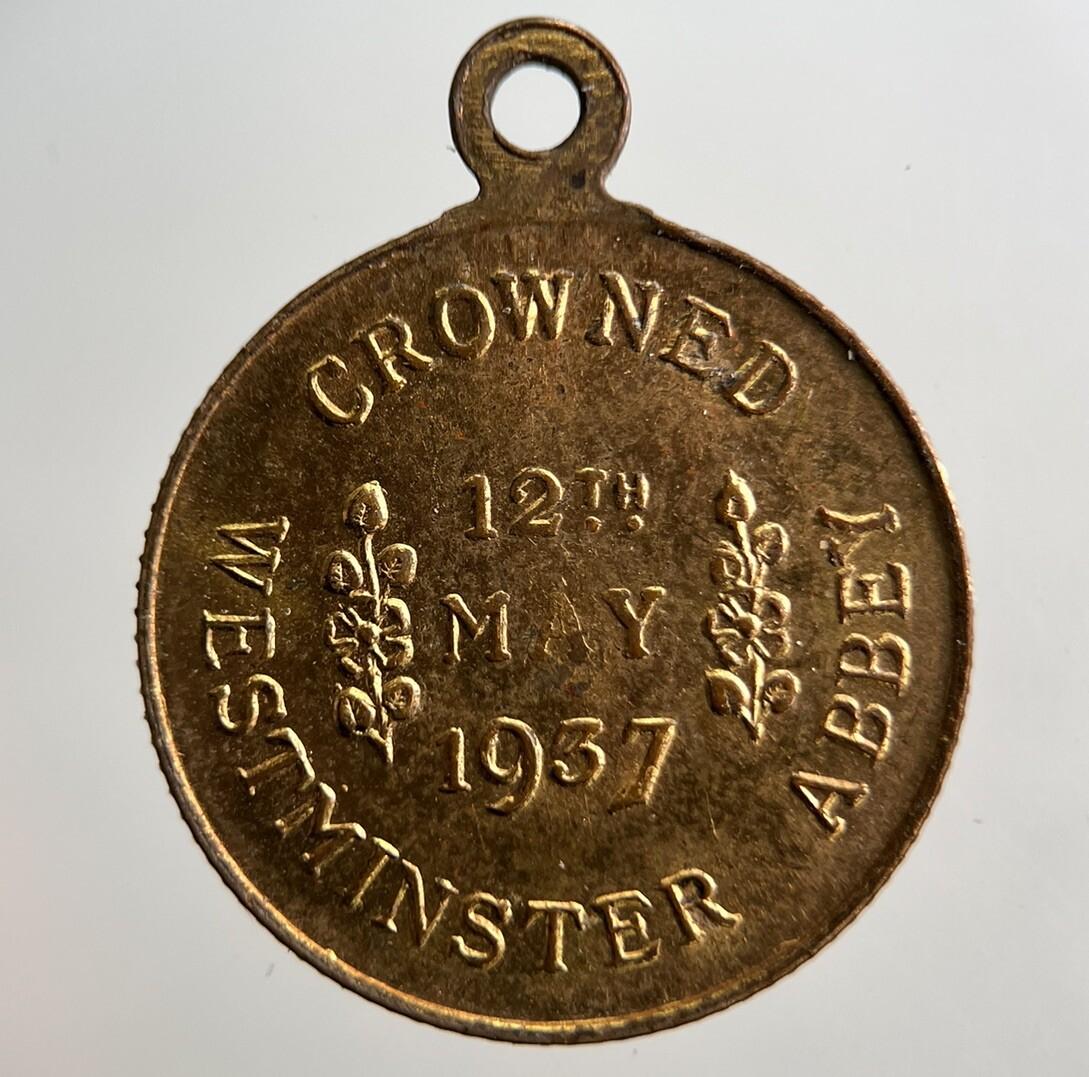 CROWNED
12TH
MAY
1937
WESTMINSTER ABBEY